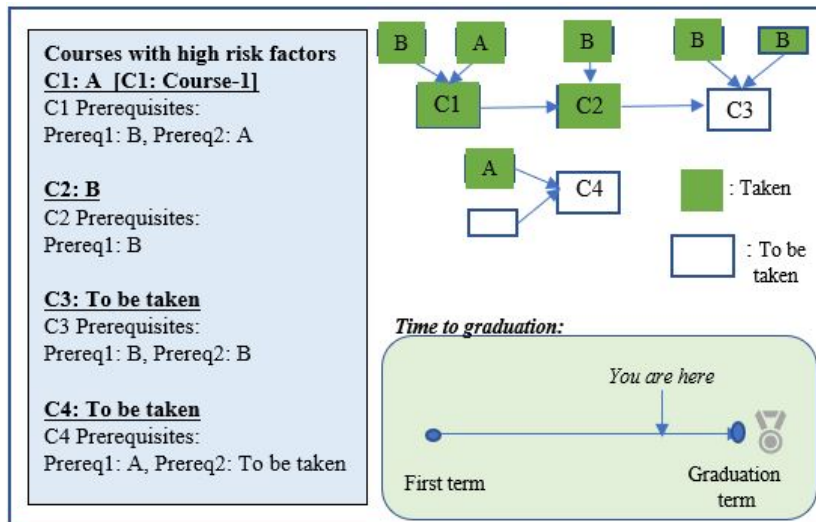 Courses with high risk factors
C1: A [C1: Course-1]
C1 Prerequisites:
Prereq1: B, Prereq2: A
C2: B
C2 Prerequisites:
Prereq1: B
C3: To be taken
C3 Prerequisites:
Prereq1: B, Prereq2: B
C4: To be taken
C4 Prerequisites:
Prereq1: A, Prereq2: To be taken
B
A
B
B
B
C1
C2
C3
A
C4
: Taken
: To be
taken
Time to graduation:
You are here
First term
Graduation
term